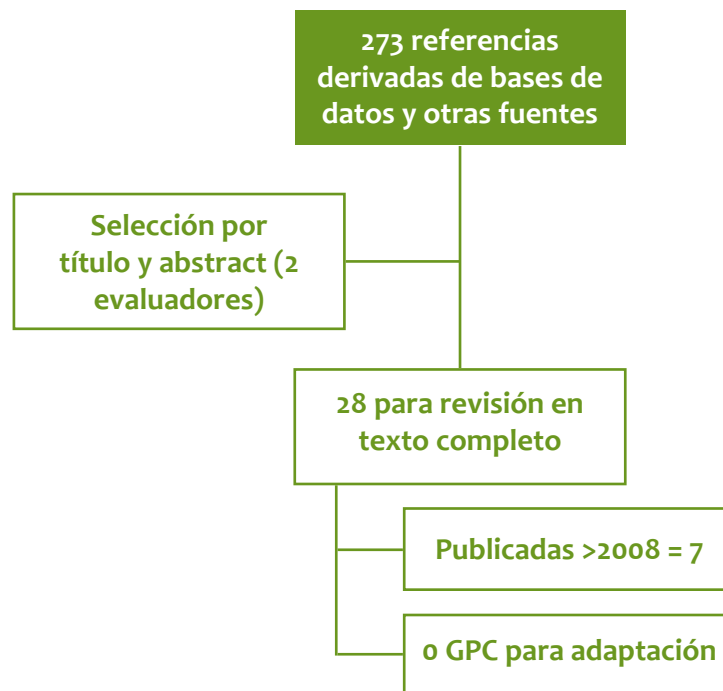 273 referencias
derivadas de bases de
datos y otras fuentes
Selección por
título y abstract (2
evaluadores)
28 para revisión en
texto completo
Publicadas >2008 = 7
0 GPC para adaptación